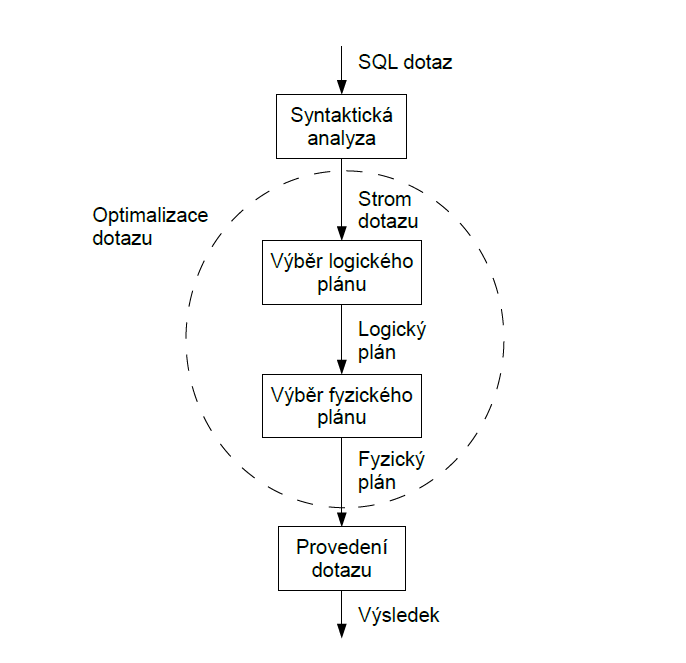 SQL dotaz
Syntaktická
analyza
Strom
dotazu
Optimalizace
dotazu
Výběr logického
plánu
Logický
plán
Výběr fyzického
plánu
Fyzický
plán
Provedení
dotazu
Výsledek